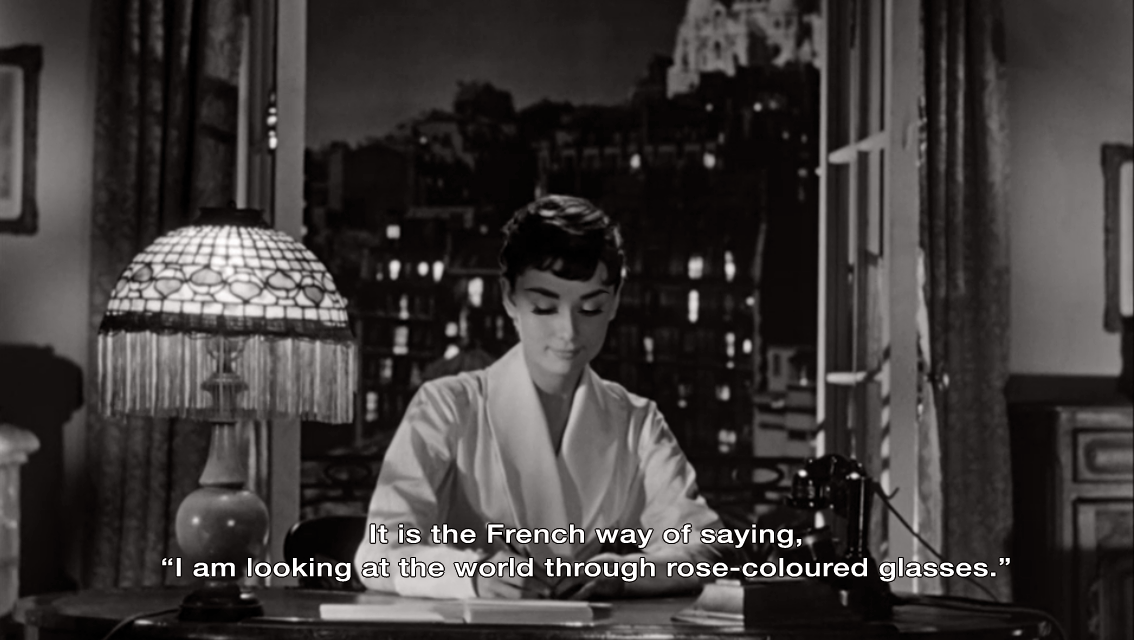 It is the French way of saying,
“I am looking at the world through rose-coloured glasses.”